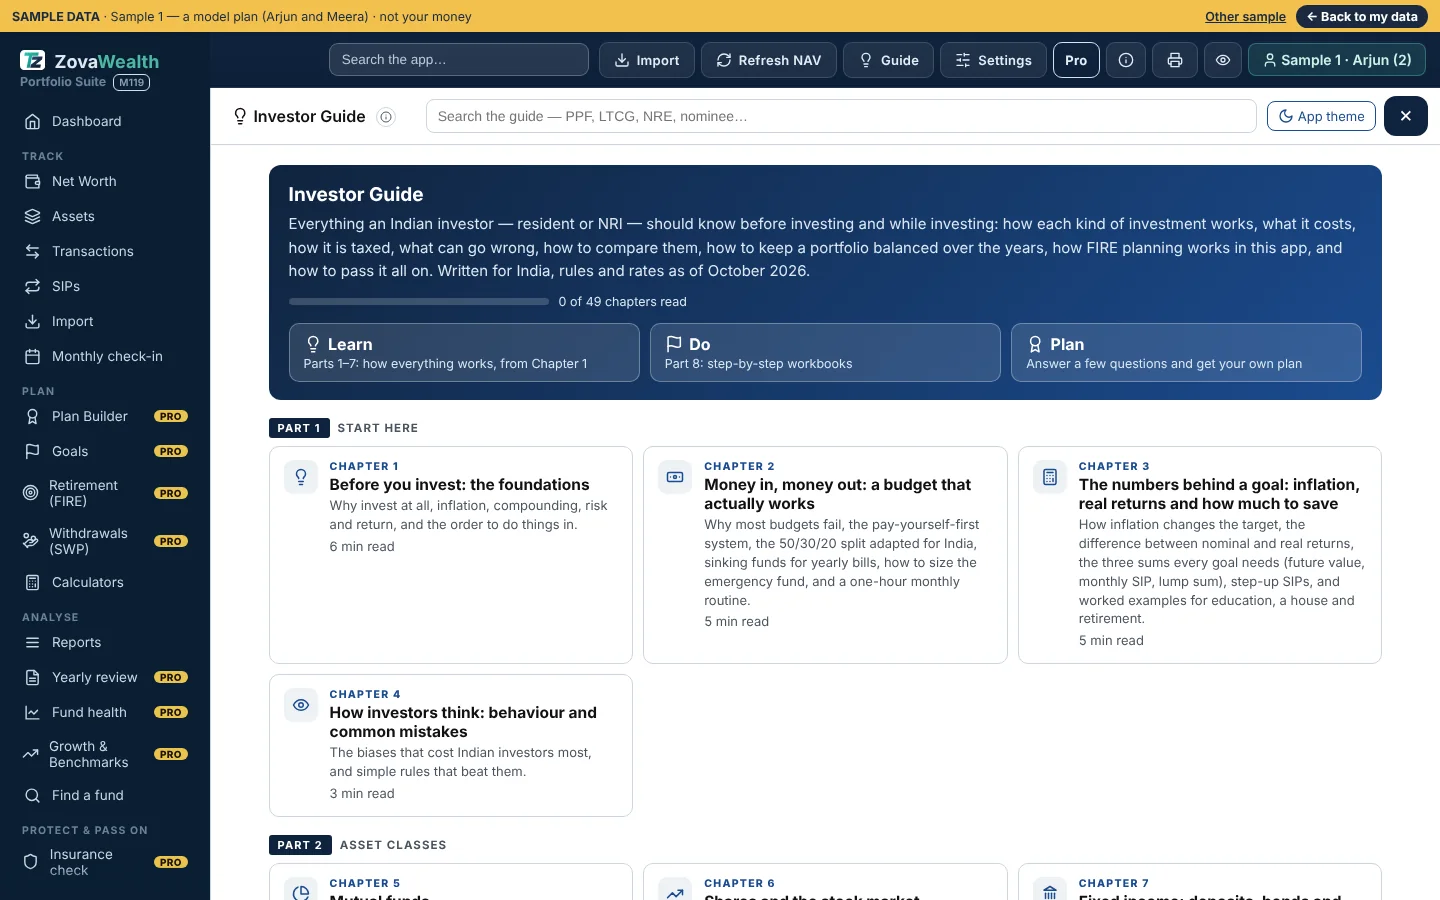 SAMPLE DATA · Sample 1 — a model plan (Arjun and Meera) · not your money
Other sample
← Back to my data
ZovaWealth
Portfolio Suite M119
Search the app…
Import
Refresh NAV
Guide
Settings
Pro
Sample 1 · Arjun (2)
Dashboard
TRACK
Net Worth
Assets
Transactions
SIPs
Import
Monthly check-in
PLAN
Plan Builder PRO
Goals PRO
Retirement
(FIRE) PRO
Withdrawals
(SWP) PRO
Calculators
ANALYSE
Reports
Yearly review PRO
Fund health PRO
Growth &
Benchmarks PRO
Find a fund
PROTECT & PASS ON
Insurance
check PRO
Investor Guide
Search the guide — PPF, LTCG, NRE, nominee…
App theme
Investor Guide
Everything an Indian investor — resident or NRI — should know before investing and while investing: how each kind of investment works, what it costs,
how it is taxed, what can go wrong, how to compare them, how to keep a portfolio balanced over the years, how FIRE planning works in this app, and
how to pass it all on. Written for India, rules and rates as of October 2026.
0 of 49 chapters read
Learn
Parts 1–7: how everything works, from Chapter 1
Do
Part 8: step-by-step workbooks
Plan
Answer a few questions and get your own plan
PART 1 START HERE
CHAPTER 1
Before you invest: the foundations
Why invest at all, inflation, compounding, risk
and return, and the order to do things in.
6 min read
CHAPTER 2
Money in, money out: a budget that
actually works
Why most budgets fail, the pay-yourself-first
system, the 50/30/20 split adapted for India,
sinking funds for yearly bills, how to size the
emergency fund, and a one-hour monthly
routine.
5 min read
CHAPTER 3
The numbers behind a goal: inflation,
real returns and how much to save
How inflation changes the target, the
difference between nominal and real returns,
the three sums every goal needs (future value,
monthly SIP, lump sum), step-up SIPs, and
worked examples for education, a house and
retirement.
5 min read
CHAPTER 4
How investors think: behaviour and
common mistakes
The biases that cost Indian investors most,
and simple rules that beat them.
3 min read
PART 2 ASSET CLASSES
CHAPTER 5
Mutual funds
CHAPTER 6
Shares and the stock market
CHAPTER 7
Fixed income: deposits, bonds and